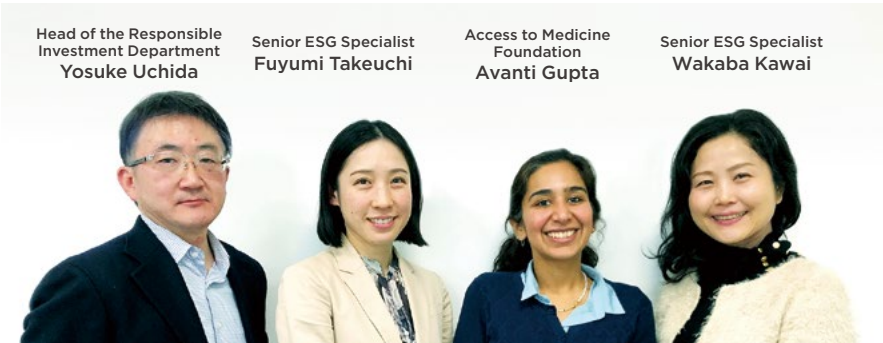 Head of the Responsible
Investment Department
Yosuke Uchida
Senior ESG Specialist
Fuyumi Takeuchi
Access to Medicine
Foundation
Avanti Gupta
Senior ESG Specialist
Wakaba Kawai